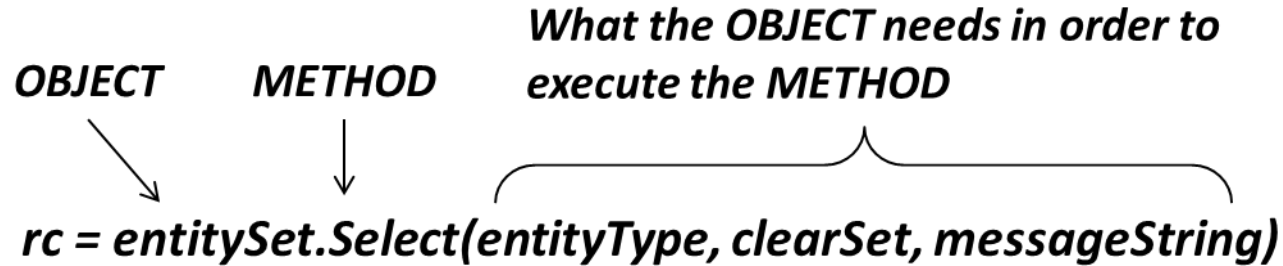 What the OBJECT needs in order to
OBJECT METHOD execute the METHOD
rc = entitySet.Select(entityType, clearSet, messageString)